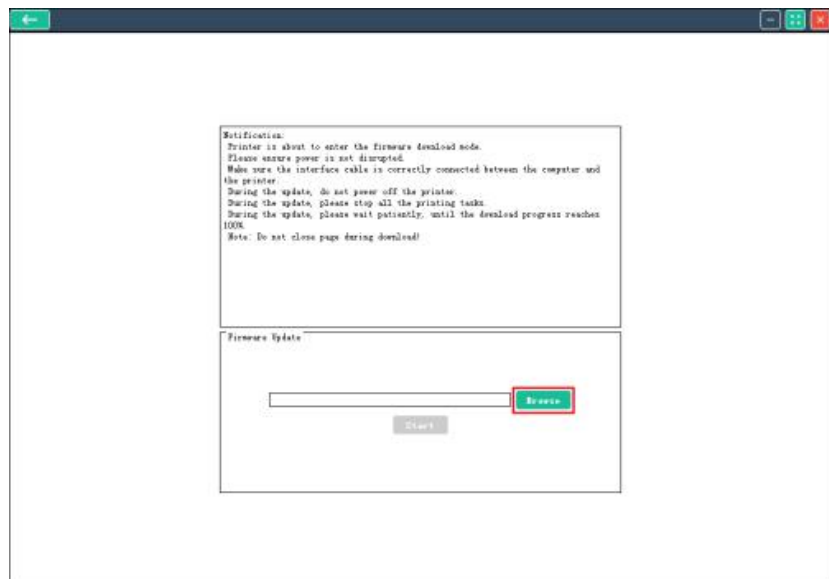 Notification:
Printer is about to enter the firmware download mode.
Please ensure power is not disrupted.
Make sure the interface cable is correctly connected between the computer and
the printer.
During the update, do not power off the printer.
During the update, please stop all the printing tasks.
During the update, please wait patiently, until the download progress reaches
100%.
Note: Do not close page during download!
Firmware Update
Browse
Start